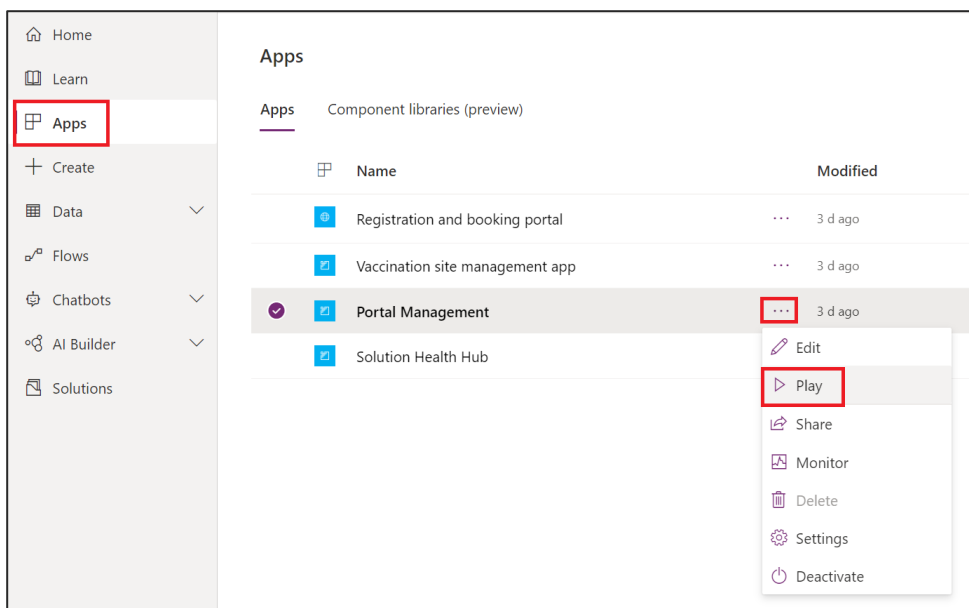 Home
Learn
Apps
Create
Data
Flows
Chatbots
AI Builder
Solutions
Apps
Apps Component libraries (preview)
Name Modified
Registration and booking portal ... 3 d ago
Vaccination site management app ... 3 d ago
Portal Management ... 3 d ago
Solution Health Hub
Edit
Play
Share
Monitor
Delete
Settings
Deactivate